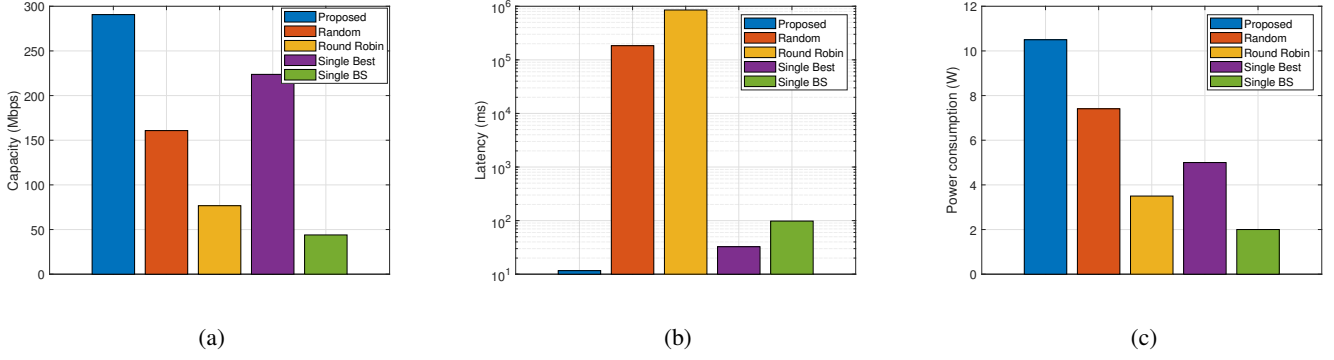 Capacity (Mbps)
300
250
200
150
100
50
0
Proposed
Random
Round Robin
Single Best
Single BS
(a)
Latency (ms)
10^6
10^5
10^4
10^3
10^2
10^1
Proposed
Random
Round Robin
Single Best
Single BS
(b)
Power consumption (W)
12
10
8
6
4
2
0
Proposed
Random
Round Robin
Single Best
Single BS
(c)